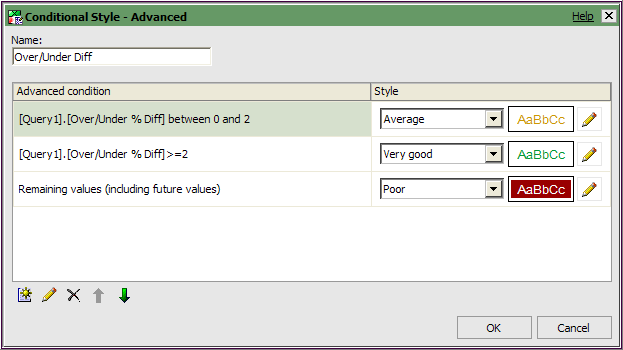 Conditional Style - Advanced
Help
Name:
Over/Under Diff
Advanced condition Style
[Query1].[Over/Under % Diff] between 0 and 2 Average AaBbCc
[Query1].[Over/Under % Diff]>=2 Very good AaBbCc
Remaining values (including future values) Poor AaBbCc
OK Cancel